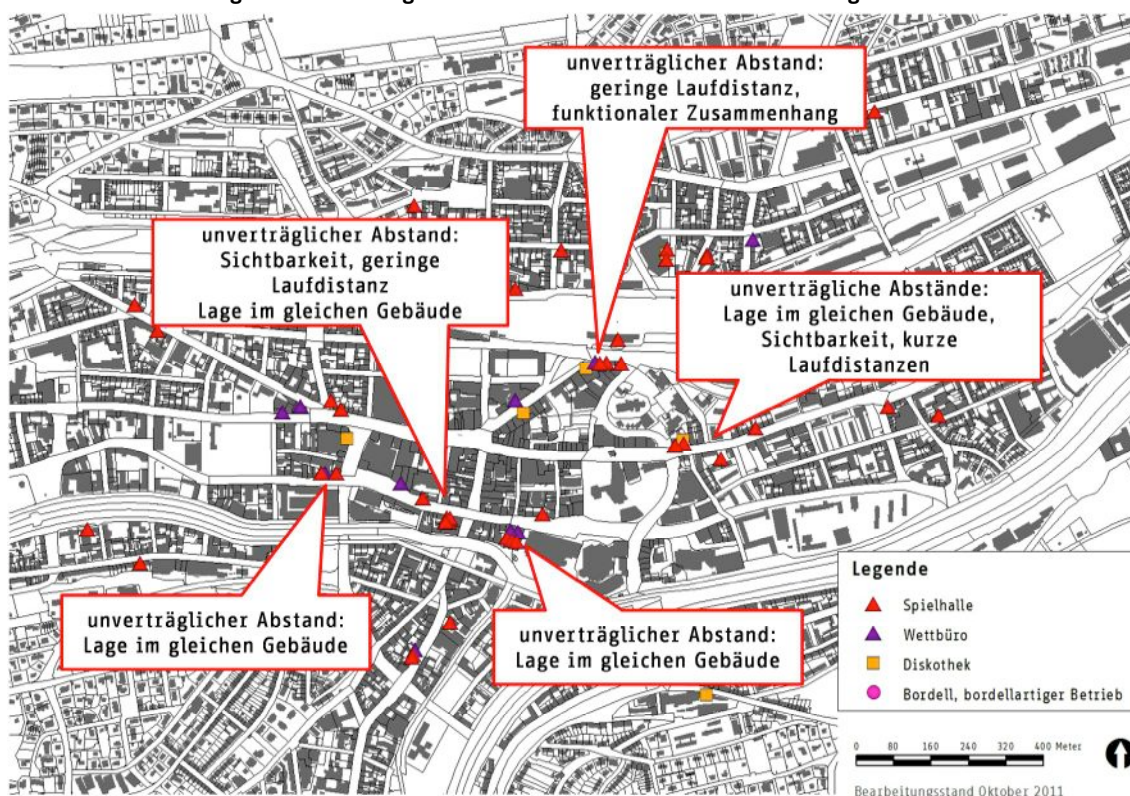 unverträglicher Abstand:
geringe Laufdistanz,
funktionaler Zusammenhang
unverträglicher Abstand:
Sichtbarkeit, geringe
Laufdistanz
Lage im gleichen Gebäude
unverträgliche Abstände:
Lage im gleichen Gebäude,
Sichtbarkeit, kurze
Laufdistanzen
unverträglicher Abstand:
Lage im gleichen Gebäude
unverträglicher Abstand:
Lage im gleichen Gebäude
Legende
Spielhalle
Wettbüro
Diskothek
Bordell, bordellartiger Betrieb
0 80 160 240 320 400 Meter
Bearbeitungsstand Oktober 2011